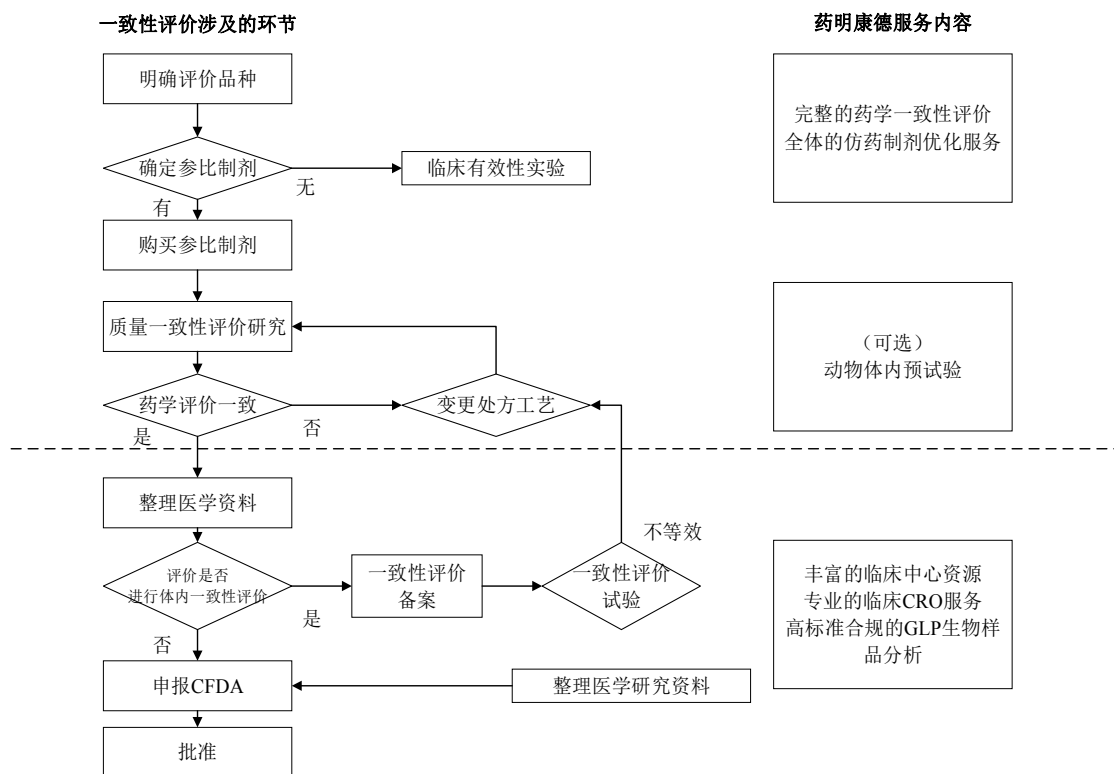 一致性评价涉及的环节
药明康德服务内容
明确评价品种
完整的药学一致性评价
全体的仿药制剂优化服务
确定参比制剂
无
临床有效性实验
有
购买参比制剂
质量一致性评价研究
（可选）
动物体内预试验
药学评价一致
否
变更处方工艺
是
整理医学资料
不等效
评价是否
进行体内一致性评价
是
一致性评价
备案
一致性评价
试验
丰富的临床中心资源
专业的临床CRO服务
高标准合规的GLP生物样
品分析
否
申报CFDA
整理医学研究资料
批准